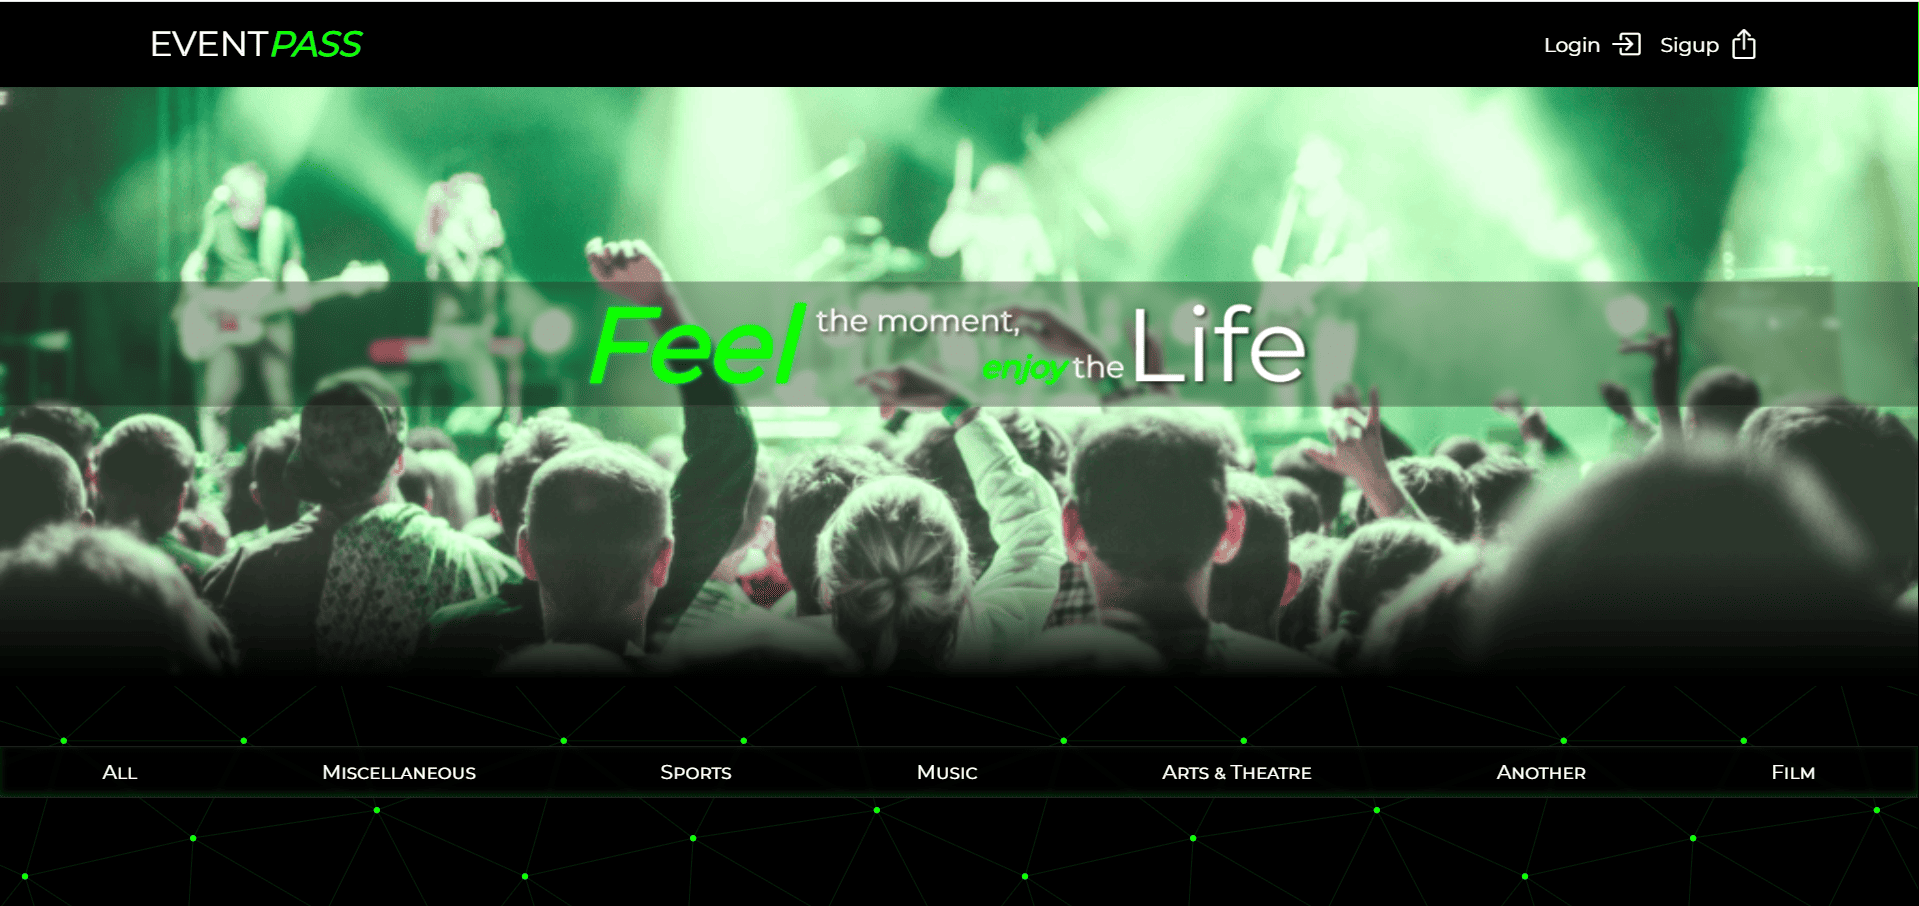 EVENTPASS
Login Sigup
Feel the moment,
enjoy the Life
All Miscellaneous Sports Music Arts & Theatre Another Film